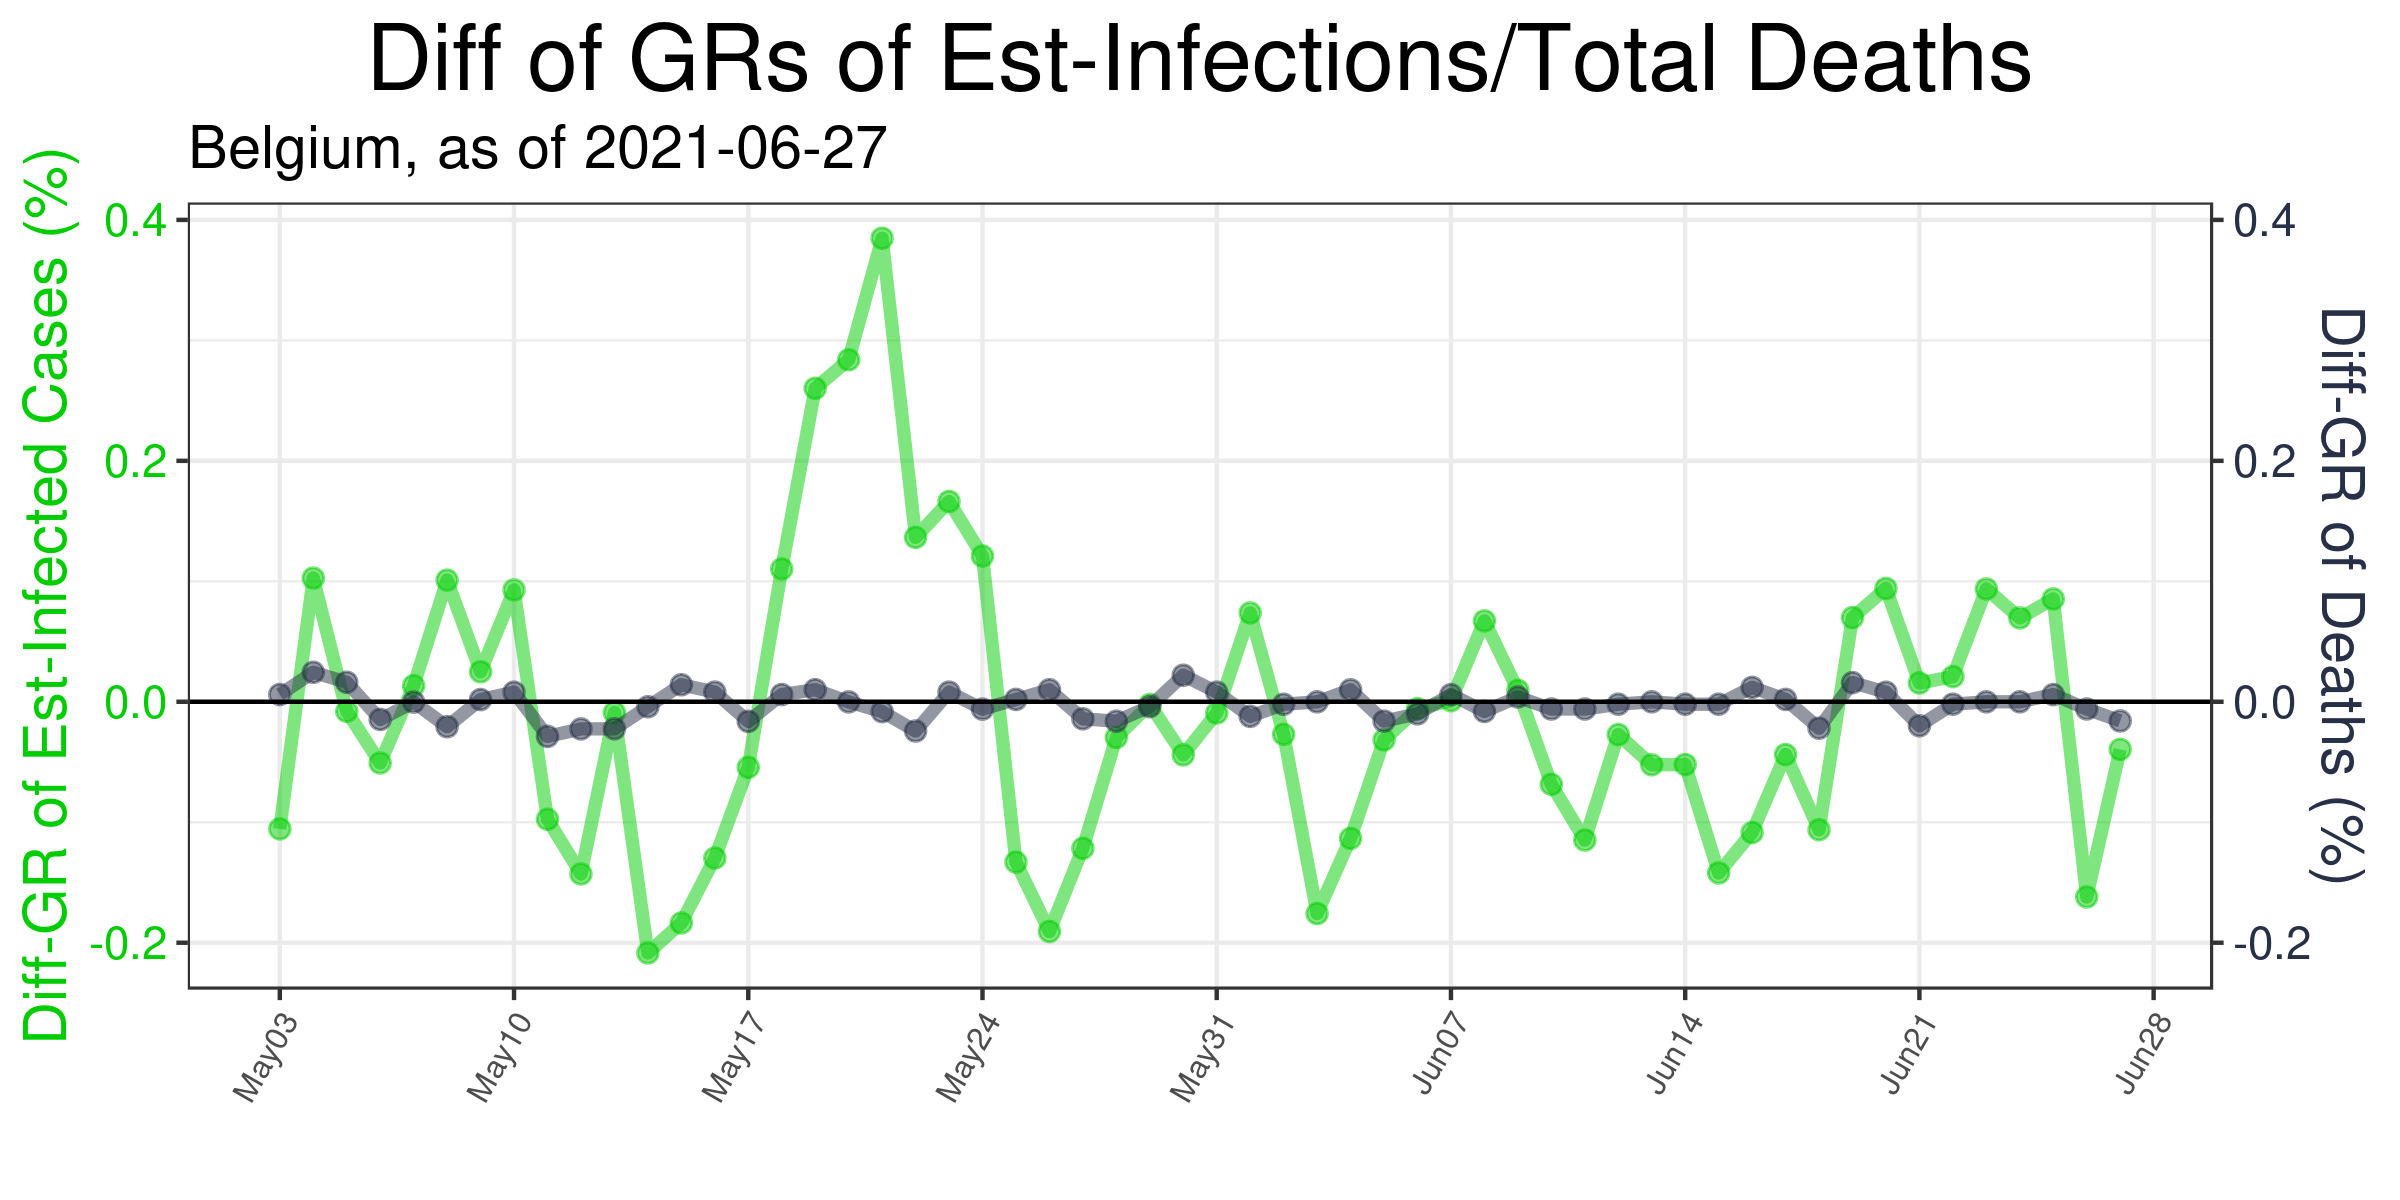 Diff of GRs of Est-Infections/Total Deaths
Belgium, as of 2021-06-27
Diff-GR of Est-Infected Cases (%)
0.4
0.2
0.0
-0.2
0.4
0.2
0.0
-0.2
Diff-GR of Deaths (%)
May03
May10
May17
May24
May31
Jun07
Jun14
Jun21
Jun28